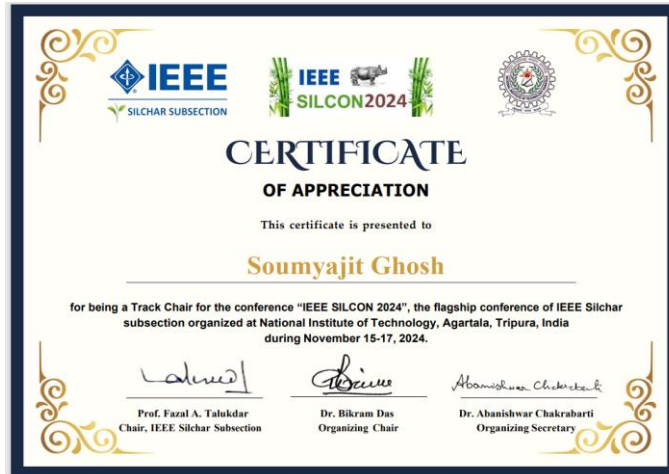 IEEE
SILCHAR SUBSECTION
IEEE
SILCON2024
CERTIFICATE
OF APPRECIATION
This certificate is presented to
Soumyajit Ghosh
for being a Track Chair for the conference “IEEE SILCON 2024”, the flagship conference of IEEE Silchar
subsection organized at National Institute of Technology, Agartala, Tripura, India
during November 15-17, 2024.
Abanishwar Chakrabarti
Prof. Fazal A. Talukdar
Chair, IEEE Silchar Subsection
Dr. Bikram Das
Organizing Chair
Dr. Abanishwar Chakrabarti
Organizing Secretary